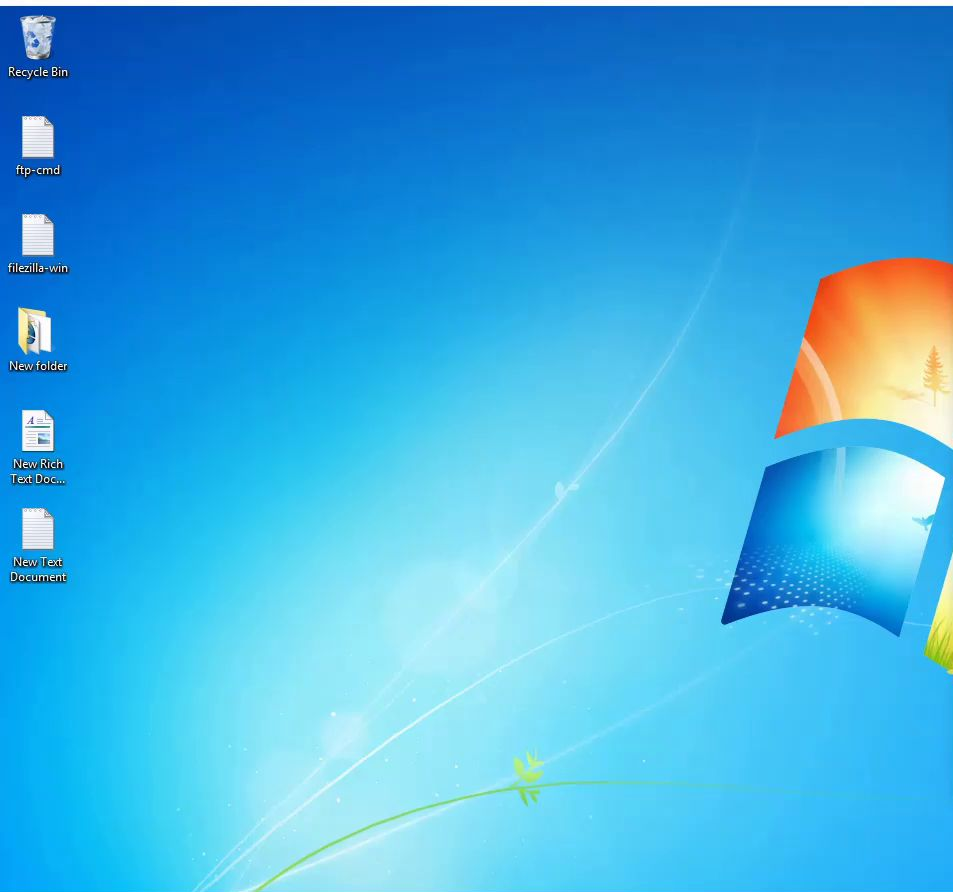 Recycle Bin
ftp-cmd
filezilla-win
New folder
New Rich
Text Doc...
New Text
Document